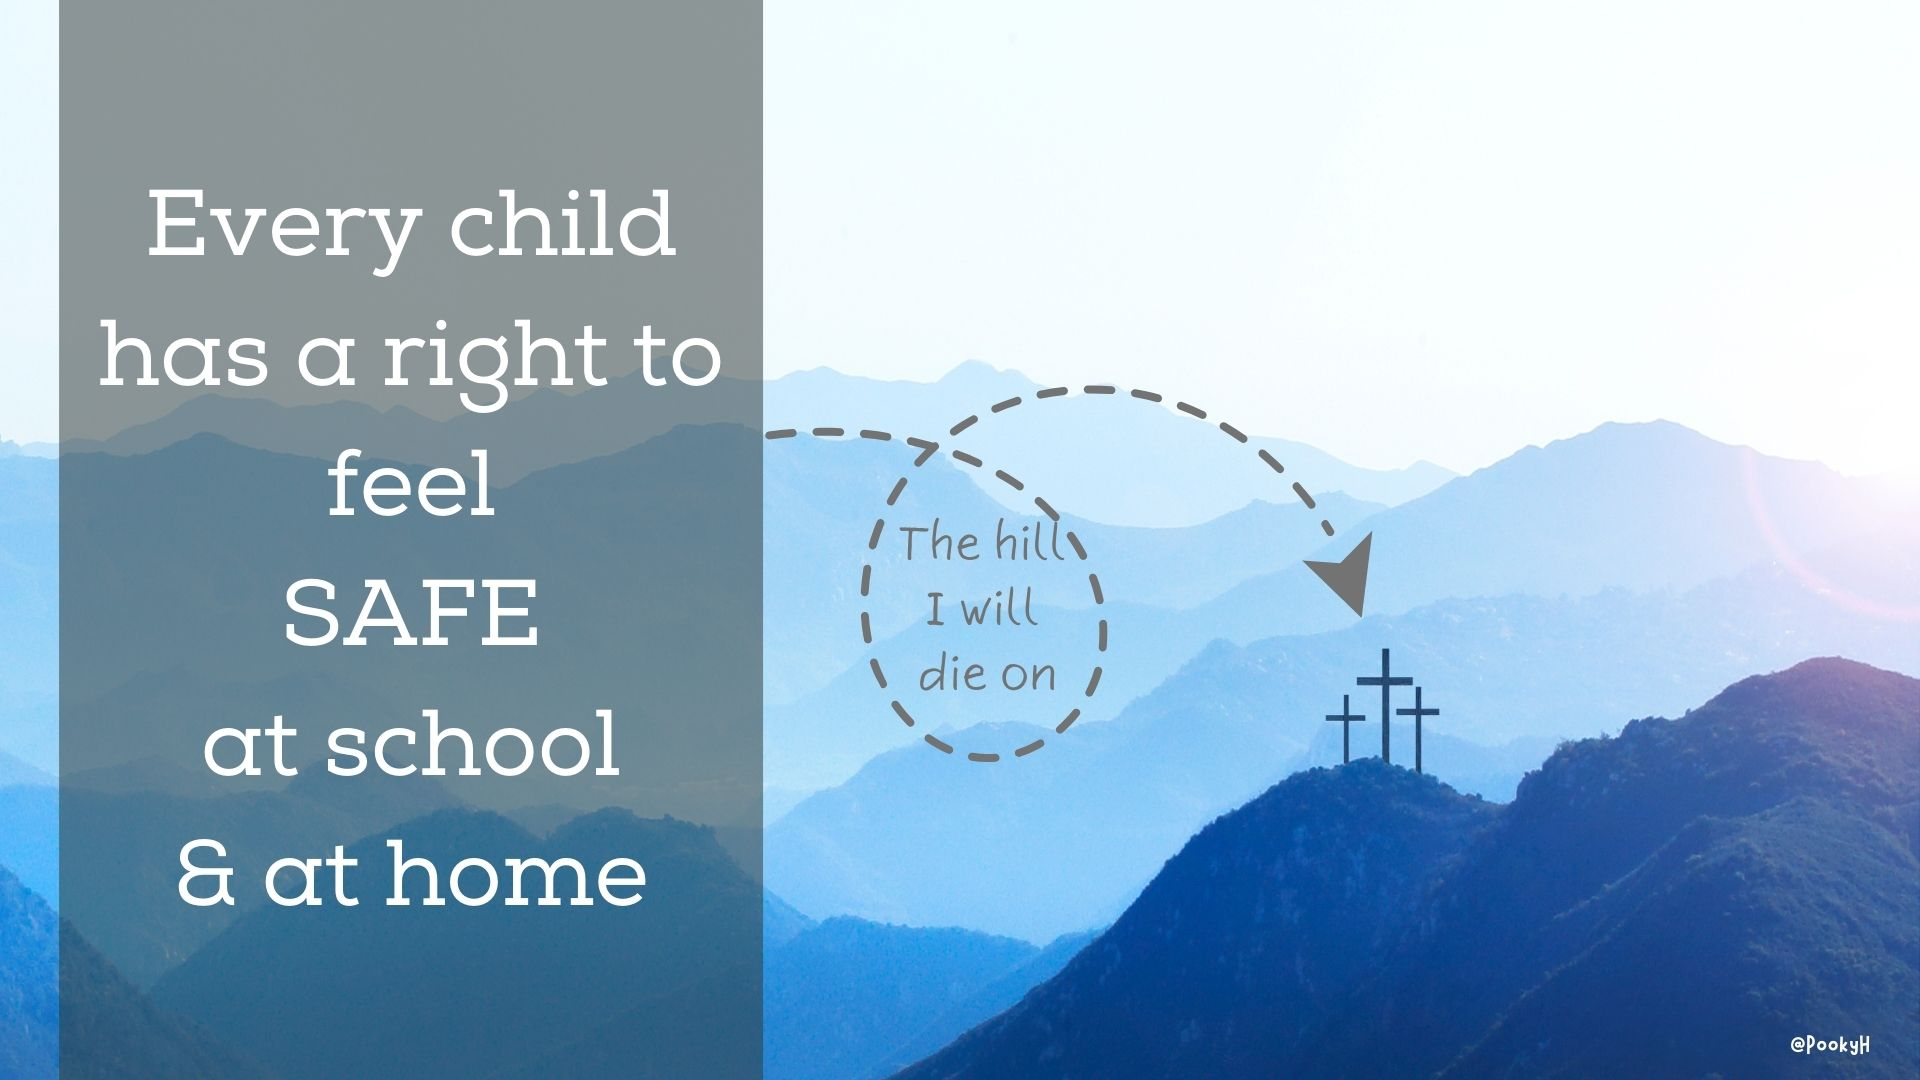 Every child
has a right to
feel
SAFE
at school
& at home
The hill
I will
die on
@PookyH